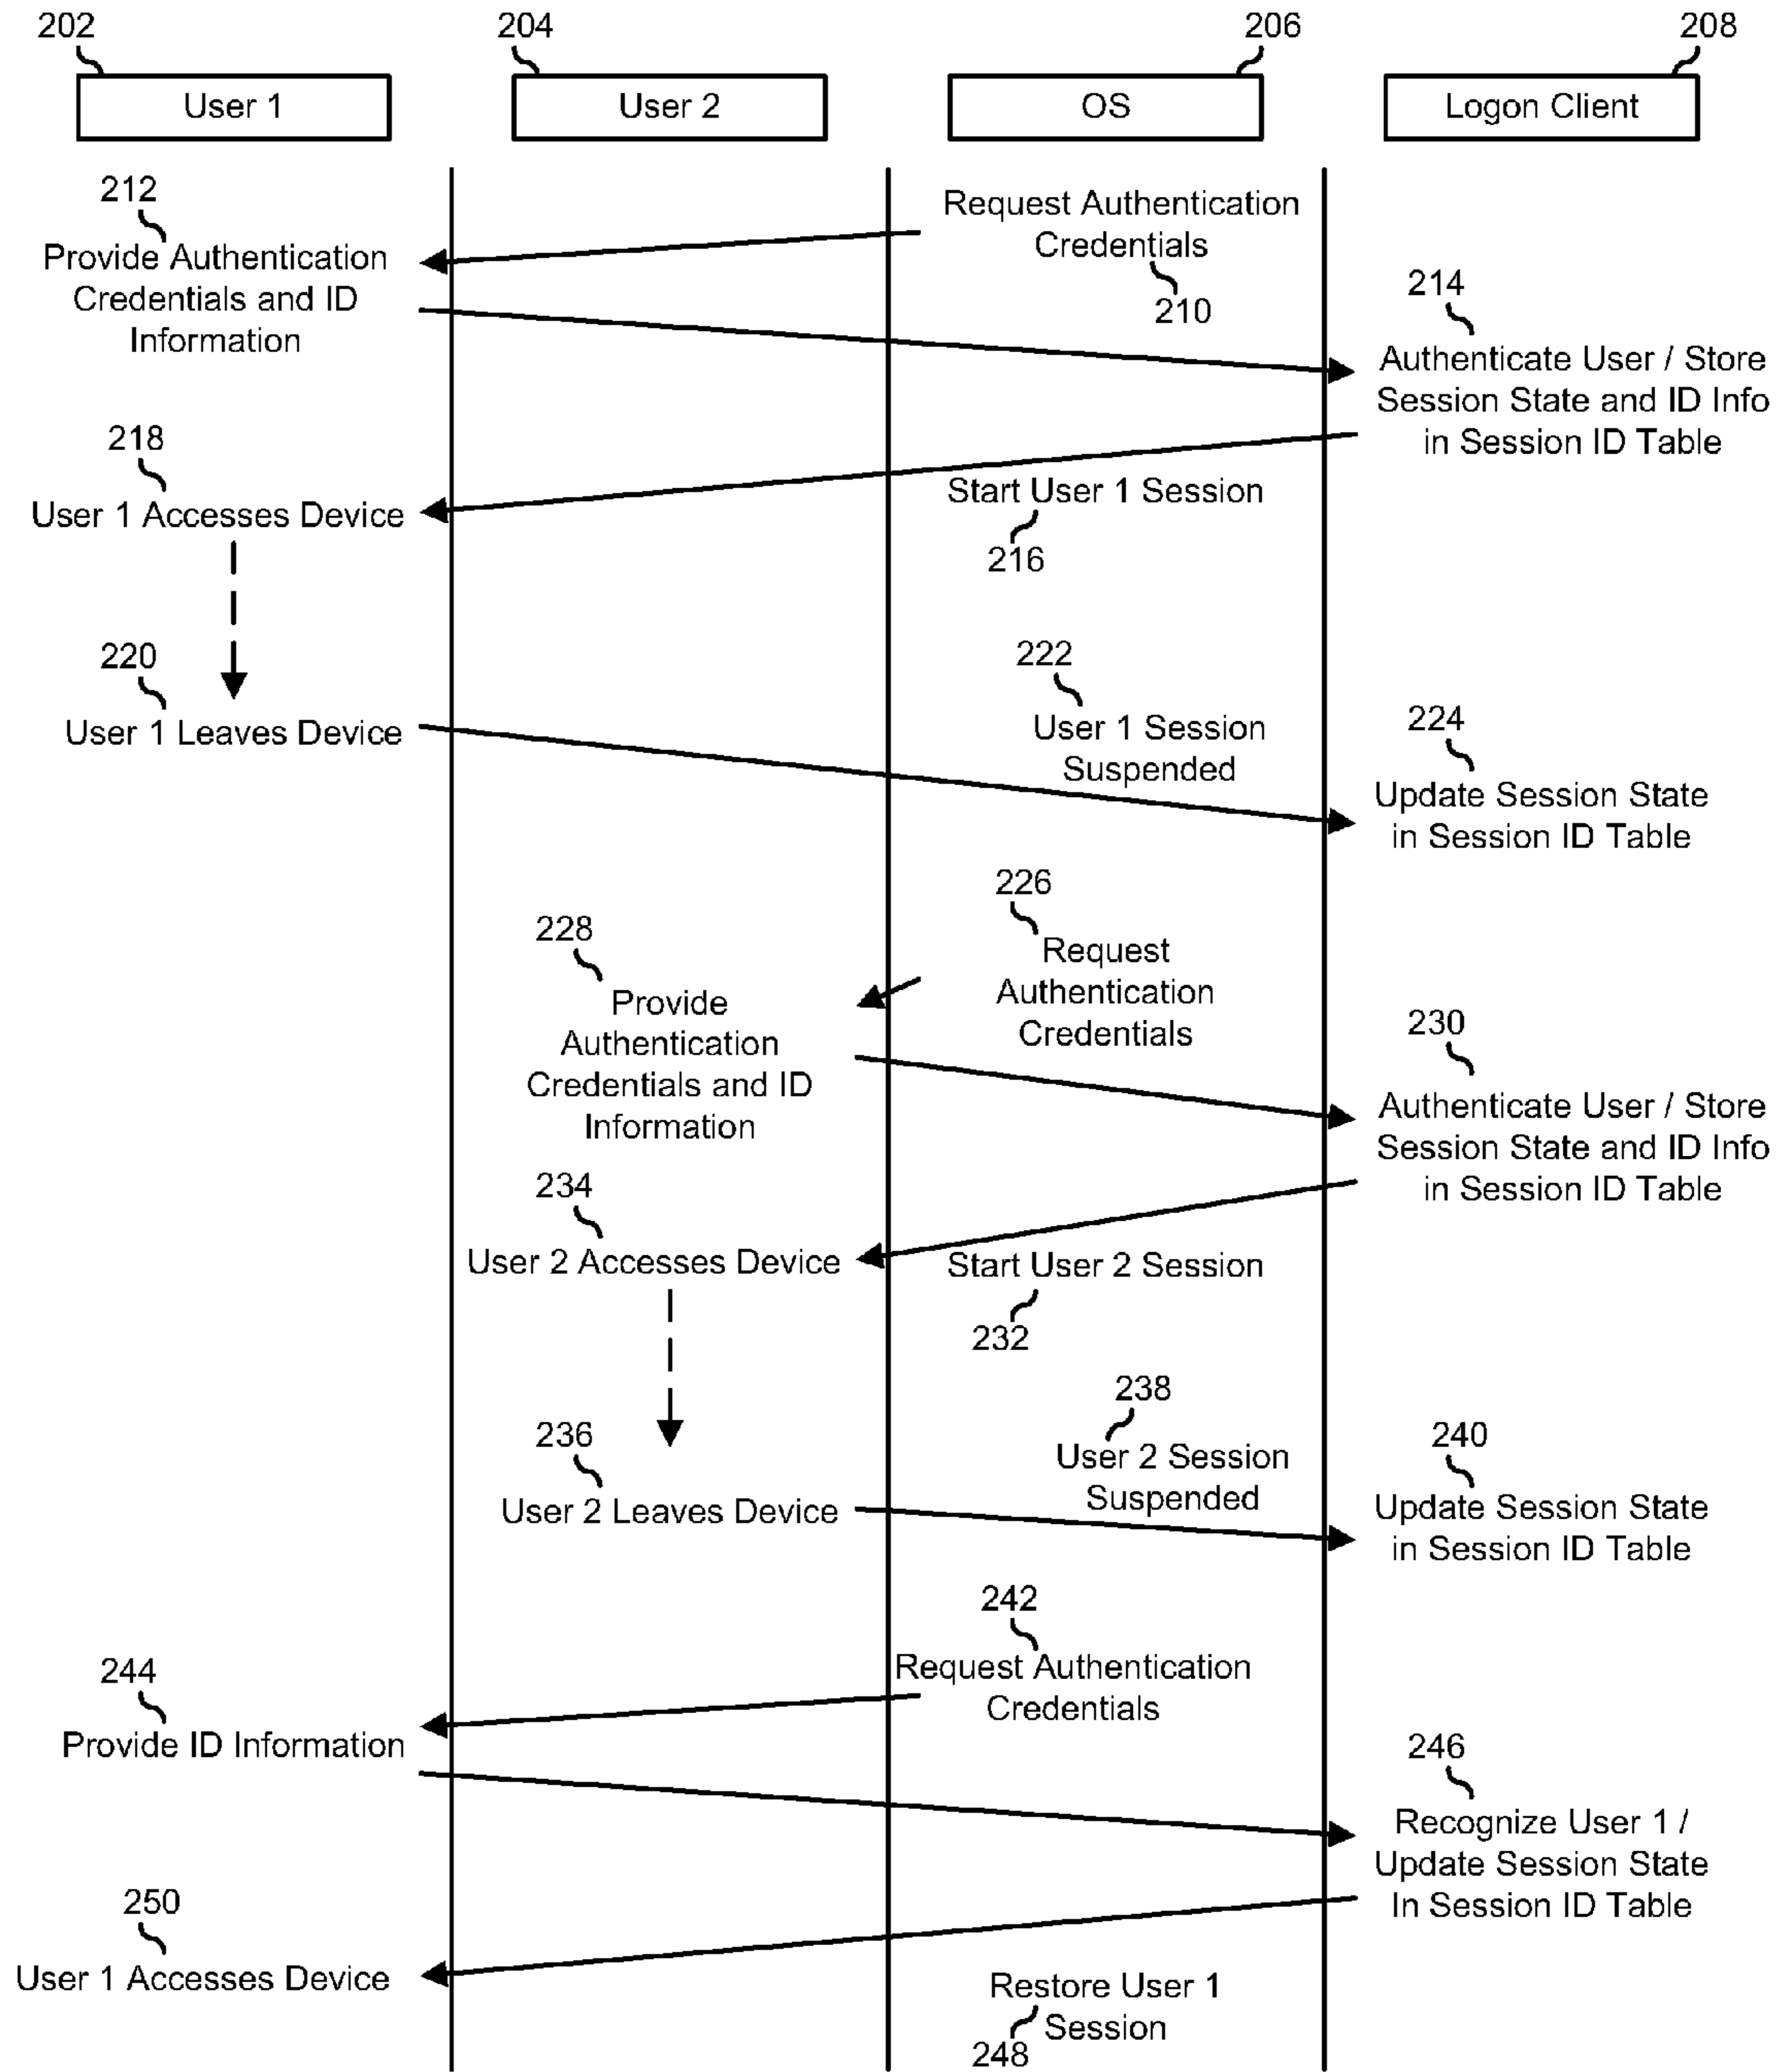 202
204
206
208
User 1
User 2
OS
Logon Client
212
Request Authentication
Credentials
210
Provide Authentication
Credentials and ID
Information
214
Authenticate User / Store
Session State and ID Info
in Session ID Table
218
User 1 Accesses Device
Start User 1 Session
216
220
User 1 Leaves Device
222
User 1 Session
Suspended
224
Update Session State
in Session ID Table
226
Request
Authentication
Credentials
228
Provide
Authentication
Credentials and ID
Information
230
Authenticate User / Store
Session State and ID Info
in Session ID Table
234
User 2 Accesses Device
Start User 2 Session
232
236
User 2 Leaves Device
238
User 2 Session
Suspended
240
Update Session State
in Session ID Table
242
Request Authentication
Credentials
244
Provide ID Information
246
Recognize User 1 /
Update Session State
In Session ID Table
250
User 1 Accesses Device
Restore User 1
Session
248